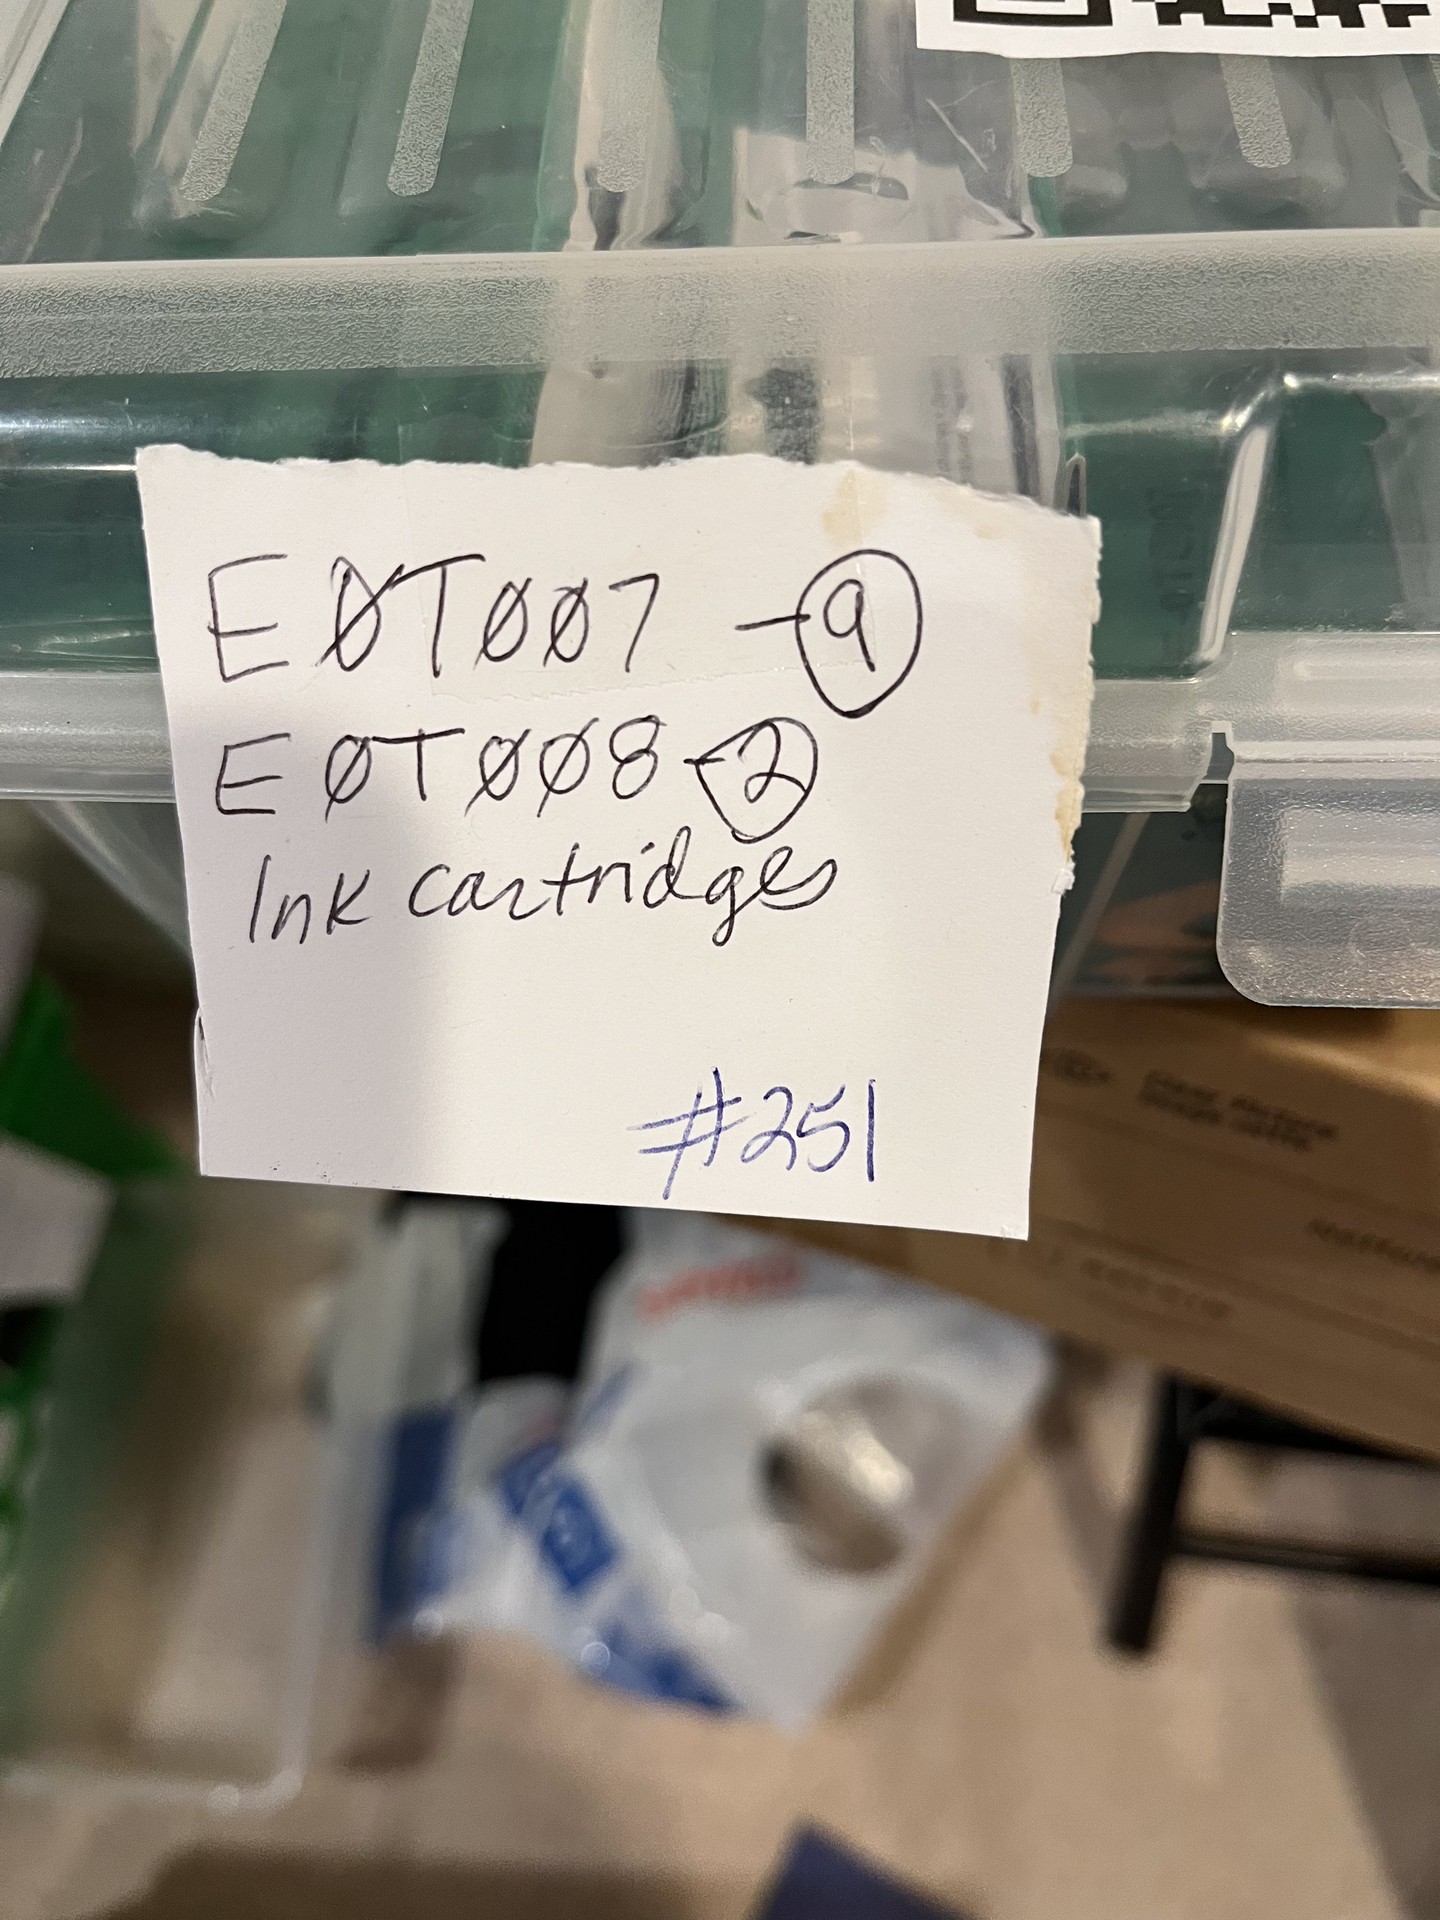 EØTØØ7 - 9
EØTØØ8 - 2
Ink cartridges
#251